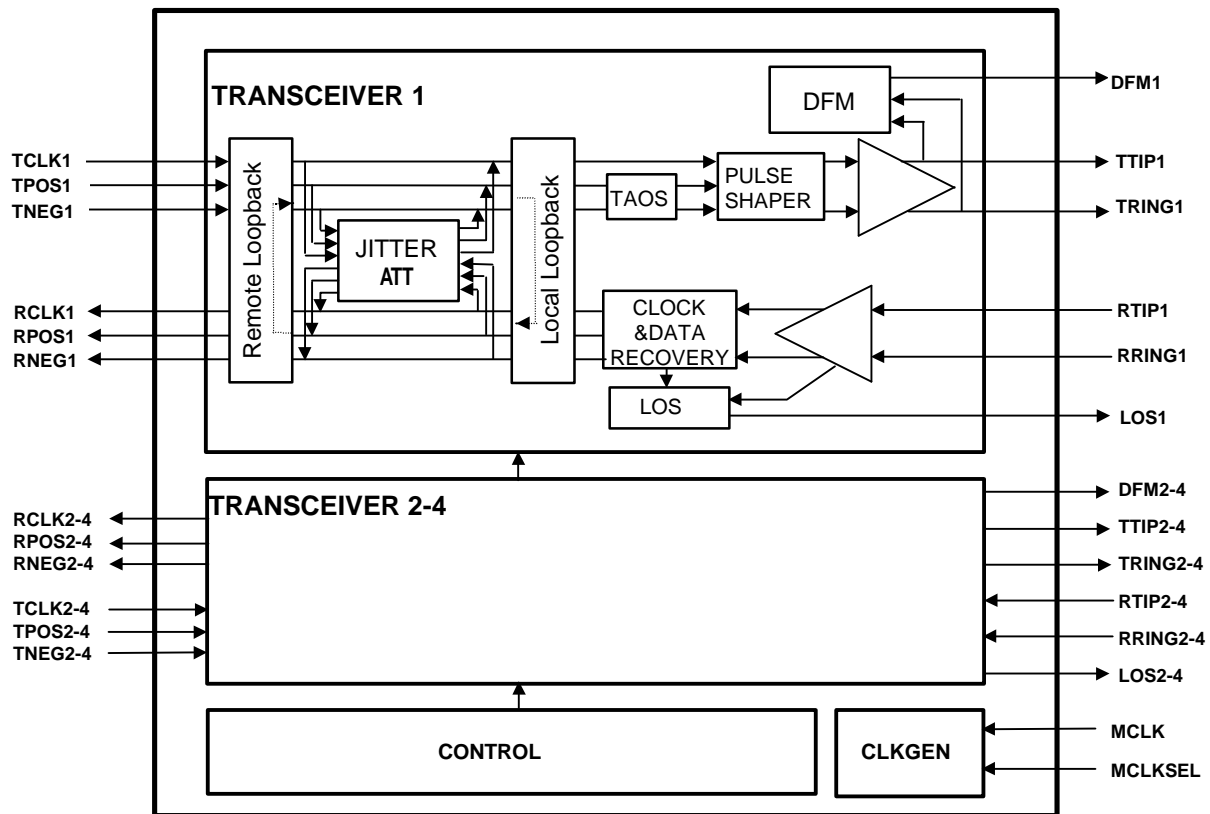 TRANSCEIVER 1
DFM
DFM1
TCLK1
TPOS1
TNEG1
Remote Loopback
JITTER
ATT
Local Loopback
TAOS
PULSE
SHAPER
TTIP1
TRING1
RCLK1
RPOS1
RNEG1
CLOCK
&DATA
RECOVERY
LOS
RTIP1
RRING1
LOS1
TRANSCEIVER 2-4
RCLK2-4
RPOS2-4
RNEG2-4
TCLK2-4
TPOS2-4
TNEG2-4
DFM2-4
TTIP2-4
TRING2-4
RTIP2-4
RRING2-4
LOS2-4
CONTROL
CLKGEN
MCLK
MCLKSEL